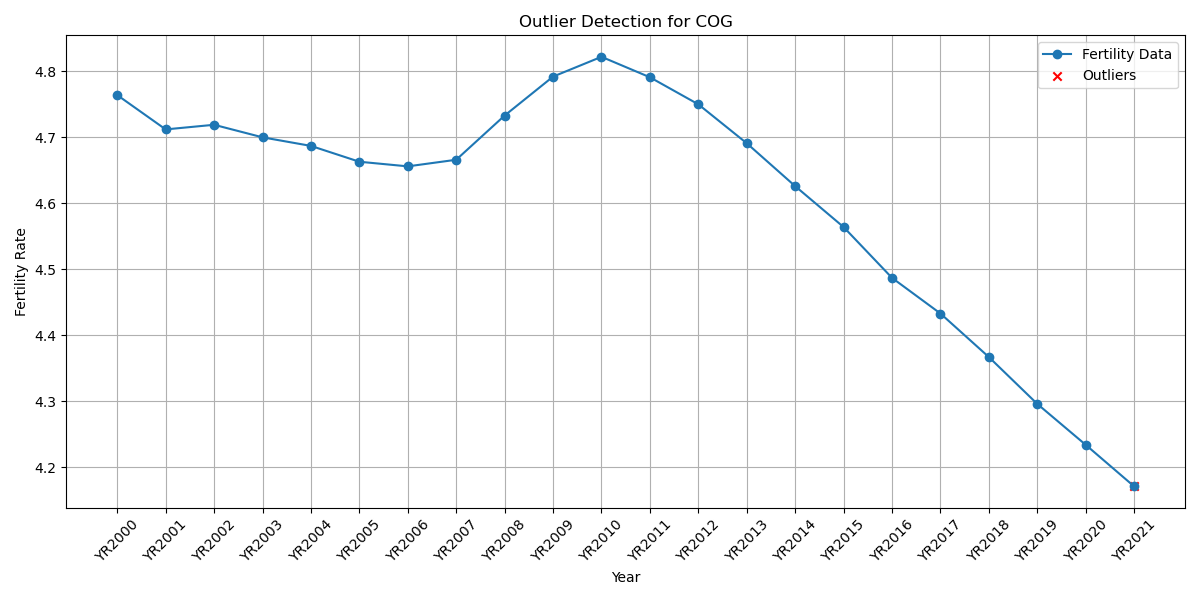 Outlier Detection for COG
Fertility Data
Outliers
Fertility Rate
4.8
4.7
4.6
4.5
4.4
4.3
4.2
YR2000
YR2001
YR2002
YR2003
YR2004
YR2005
YR2006
YR2007
YR2008
YR2009
YR2010
YR2011
YR2012
YR2013
YR2014
YR2015
YR2016
YR2017
YR2018
YR2019
YR2020
YR2021
Year